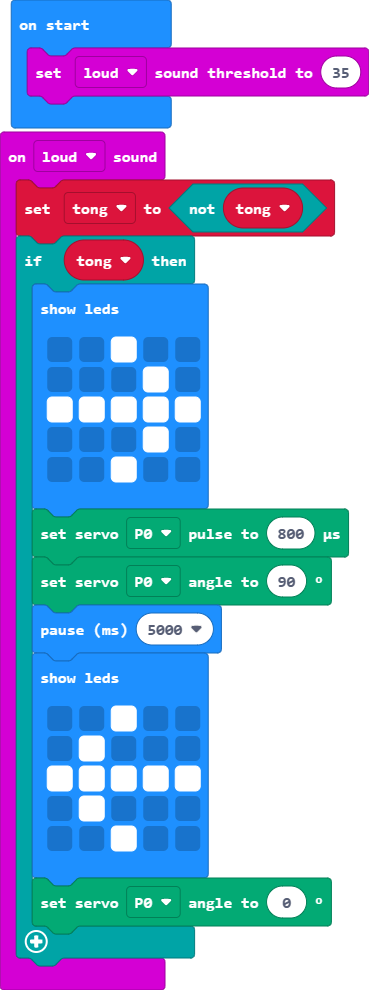 on start
set loud sound threshold to 35
on loud sound
set tong to not tong
if tong then
show leds
set servo P0 pulse to 800 µs
set servo P0 angle to 90 °
pause (ms) 5000
show leds
set servo P0 angle to 0 °